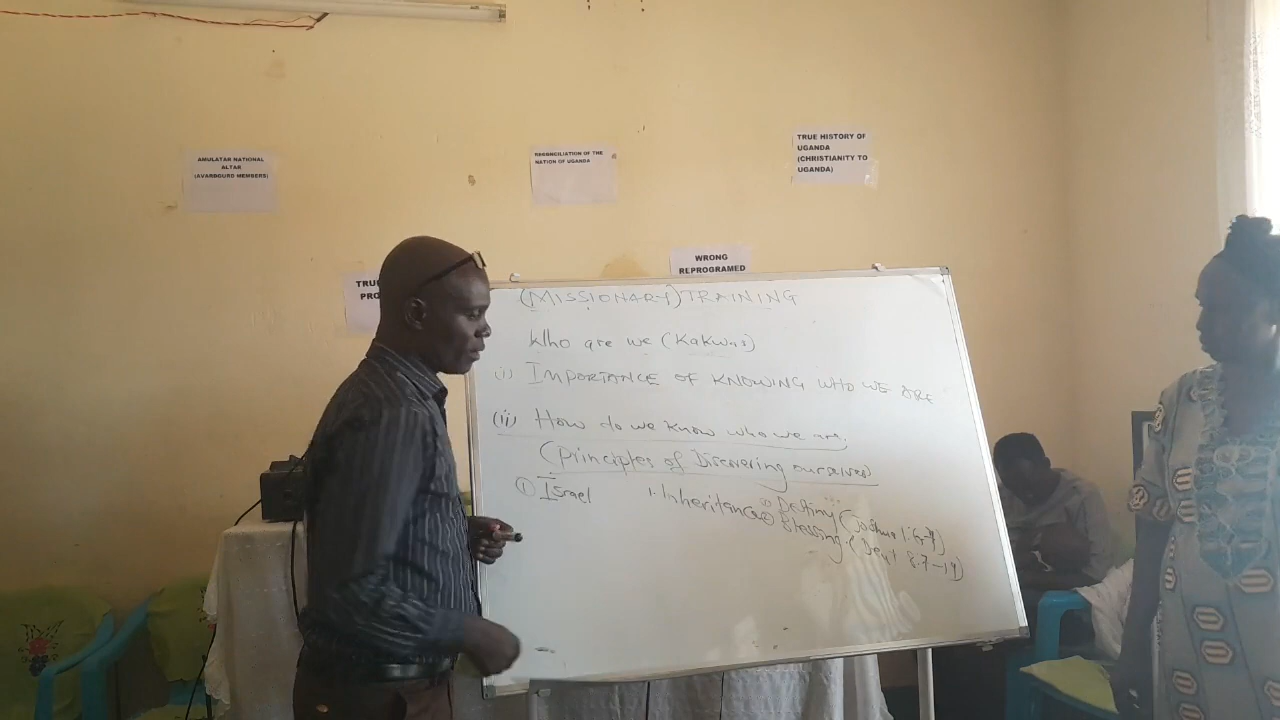 AMULATAR NATIONAL
ALTAR
(AVARDGURD MEMBERS)
RECONCILIATION OF THE
NATION OF UGANDA
TRUE HISTORY OF
UGANDA
(CHRISTIANITY TO
UGANDA)
WRONG
REPROGRAMED
(MISSIONARY) TRAINING
Who are we (Kakwas)
(i) IMPORTANCE OF KNOWING WHO WE ARE
(ii) How do we know who we are.
(Principles of Discovering ourselves)
① Israel 1. Inheritance
Destiny (Joshua
Blessing (Deut 8:7-19)